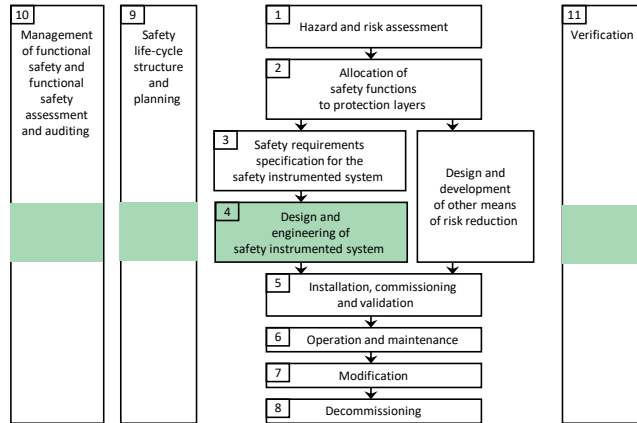 10
Management
of functional
safety and
functional
safety
assessment
and auditing
9
Safety
life-cycle
structure
and
planning
1
Hazard and risk assessment
2
Allocation of
safety functions
to protection layers
3
Safety requirements
specification for the
safety instrumented system
Design and
development
of other means
of risk reduction
4
Design and
engineering of
safety instrumented system
5
Installation, commissioning
and validation
6
Operation and maintenance
7
Modification
8
Decommissioning
11
Verification